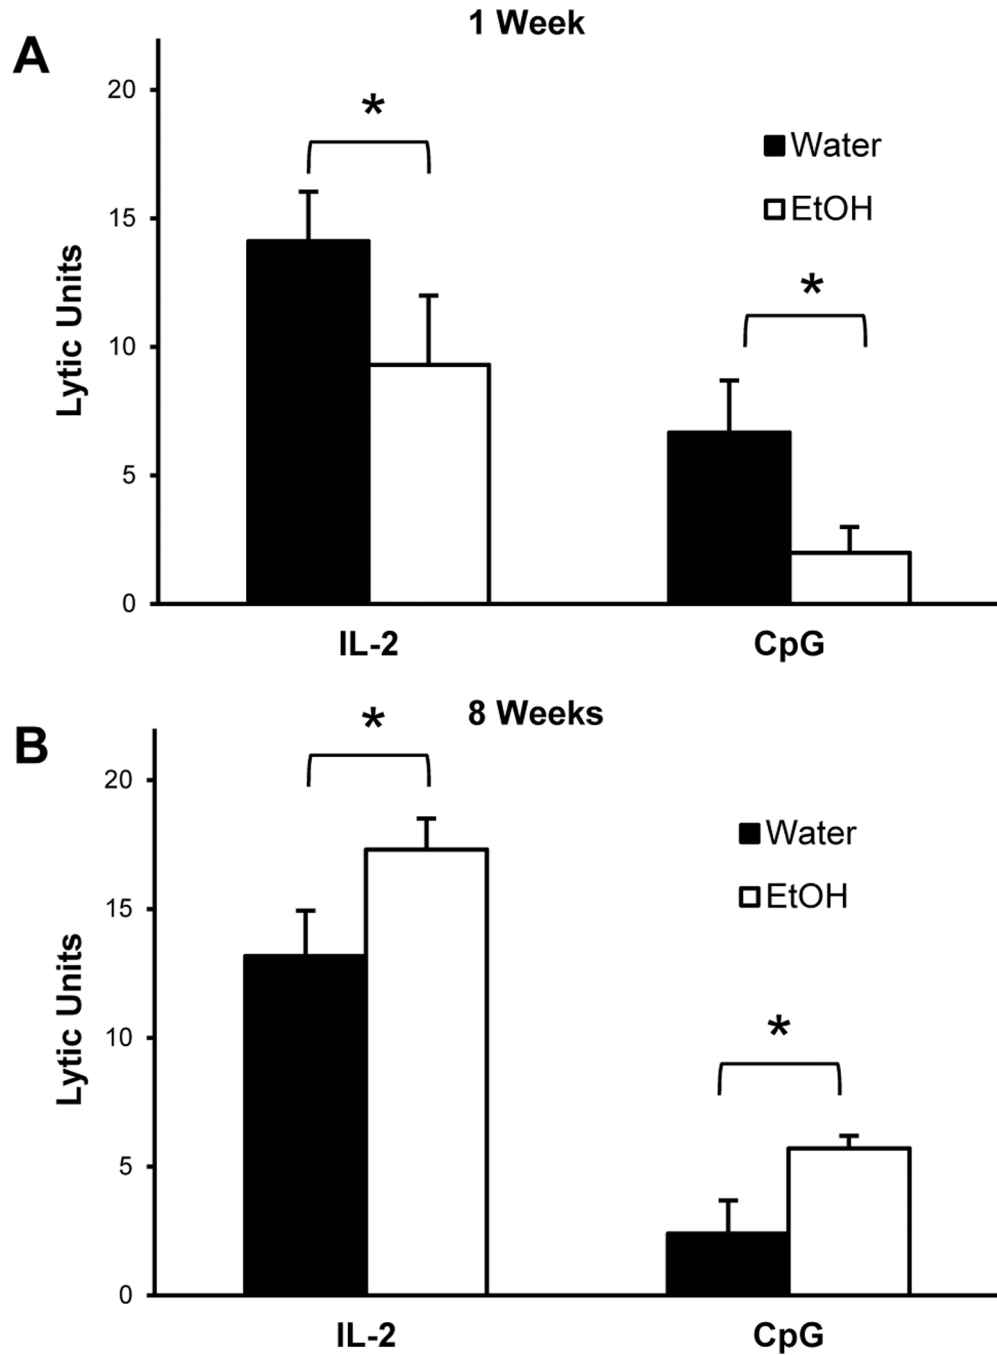 1 Week
A
20
*
Water
EtOH
15
*
Lytic Units
10
5
0
IL-2
CpG
8 Weeks
B
*
20
Water
EtOH
15
Lytic Units
10
*
5
0
IL-2
CpG